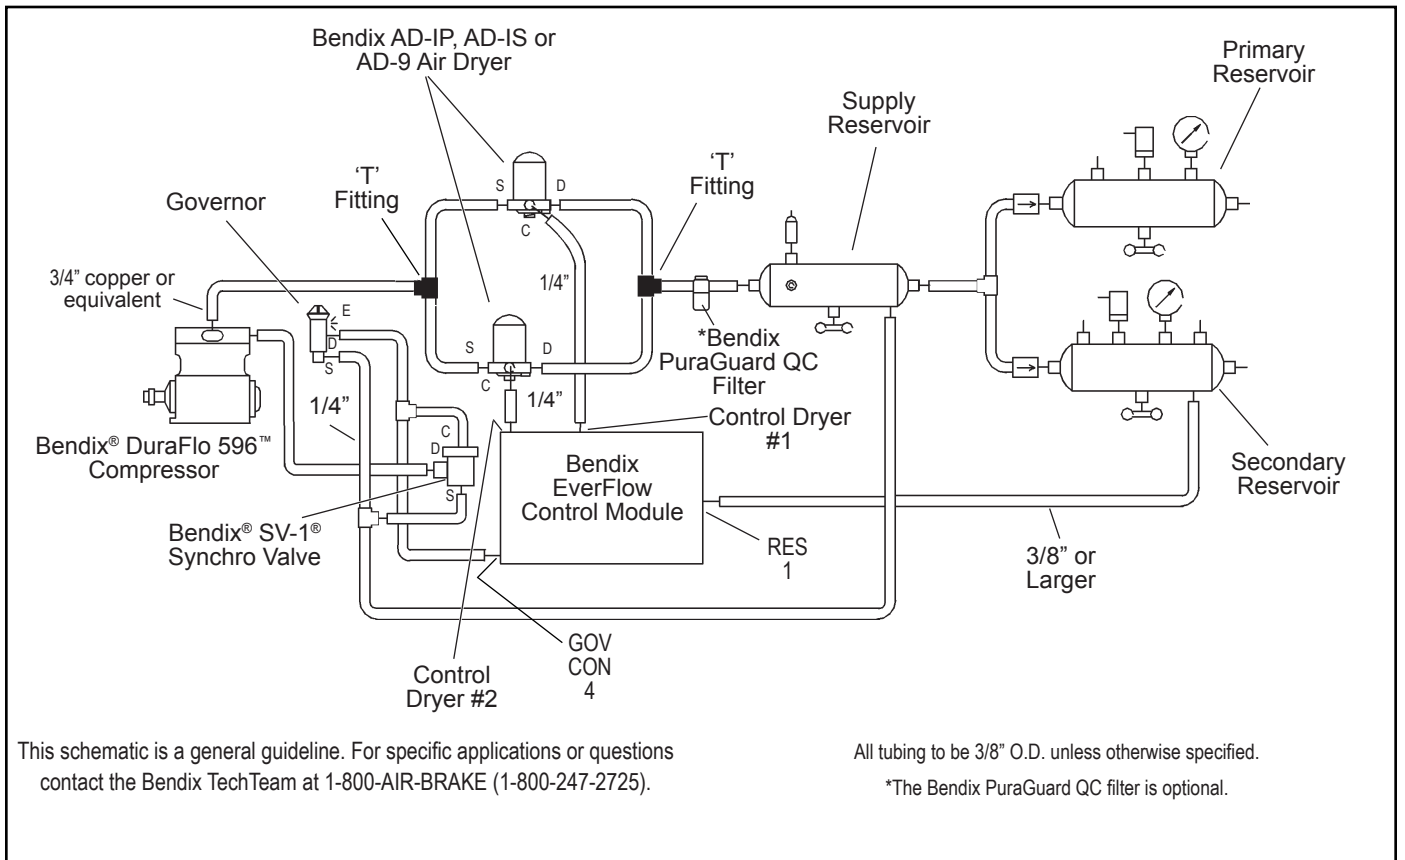 Bendix AD-IP, AD-IS or
AD-9 Air Dryer
Primary
Reservoir
Supply
Reservoir
‘T’
Fitting
‘T’
Fitting
Governor
S
D
C
3/4” copper or
equivalent
1/4”
E
D
S
S
D
C
*Bendix
PuraGuard QC
Filter
1/4”
1/4”
Control Dryer
#1
C
D
S
Bendix® DuraFlo 596™
Compressor
Bendix
EverFlow
Control Module
Secondary
Reservoir
Bendix® SV-1®
Synchro Valve
RES
1
3/8” or
Larger
GOV
CON
4
Control
Dryer #2
This schematic is a general guideline. For specific applications or questions
contact the Bendix TechTeam at 1-800-AIR-BRAKE (1-800-247-2725).
All tubing to be 3/8” O.D. unless otherwise specified.
*The Bendix PuraGuard QC filter is optional.